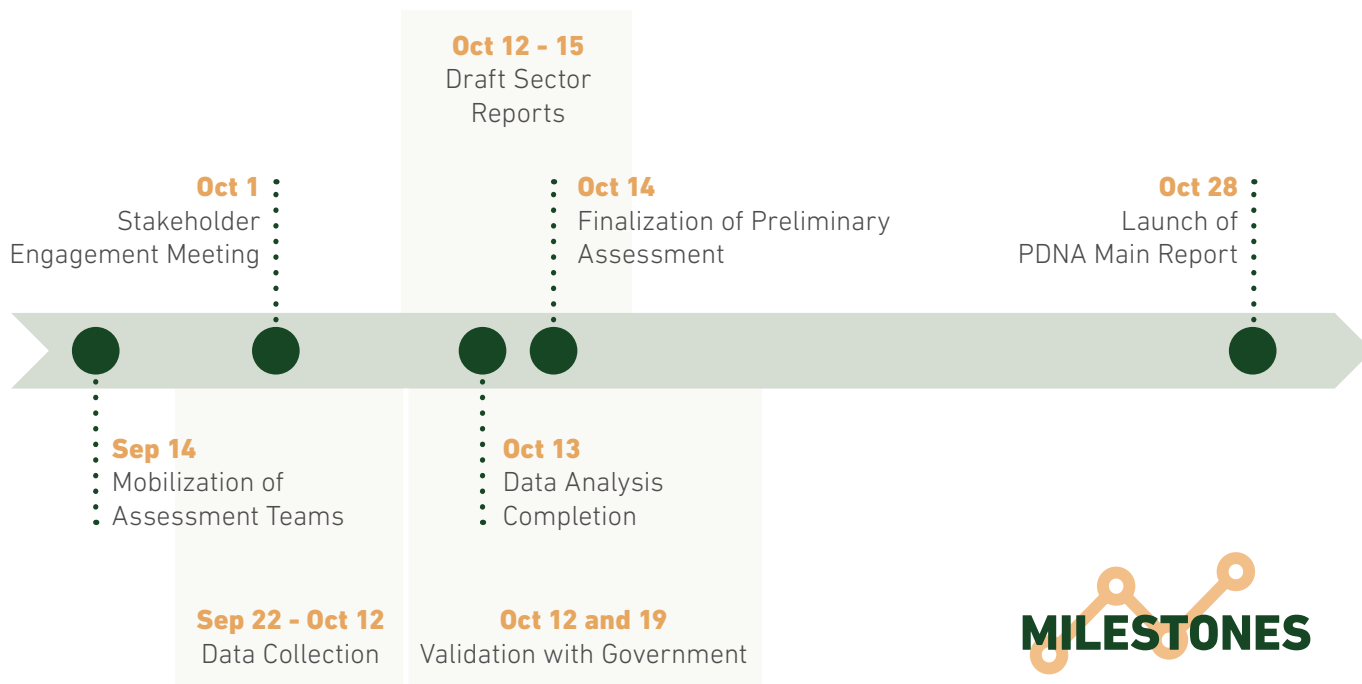 Oct 12 - 15
Draft Sector
Reports
Oct 1
Stakeholder
Engagement Meeting
Oct 14
Finalization of Preliminary
Assessment
Oct 28
Launch of
PDNA Main Report
Sep 14
Mobilization of
Assessment Teams
Oct 13
Data Analysis
Completion
Sep 22 - Oct 12
Data Collection
Oct 12 and 19
Validation with Government
MILESTONES